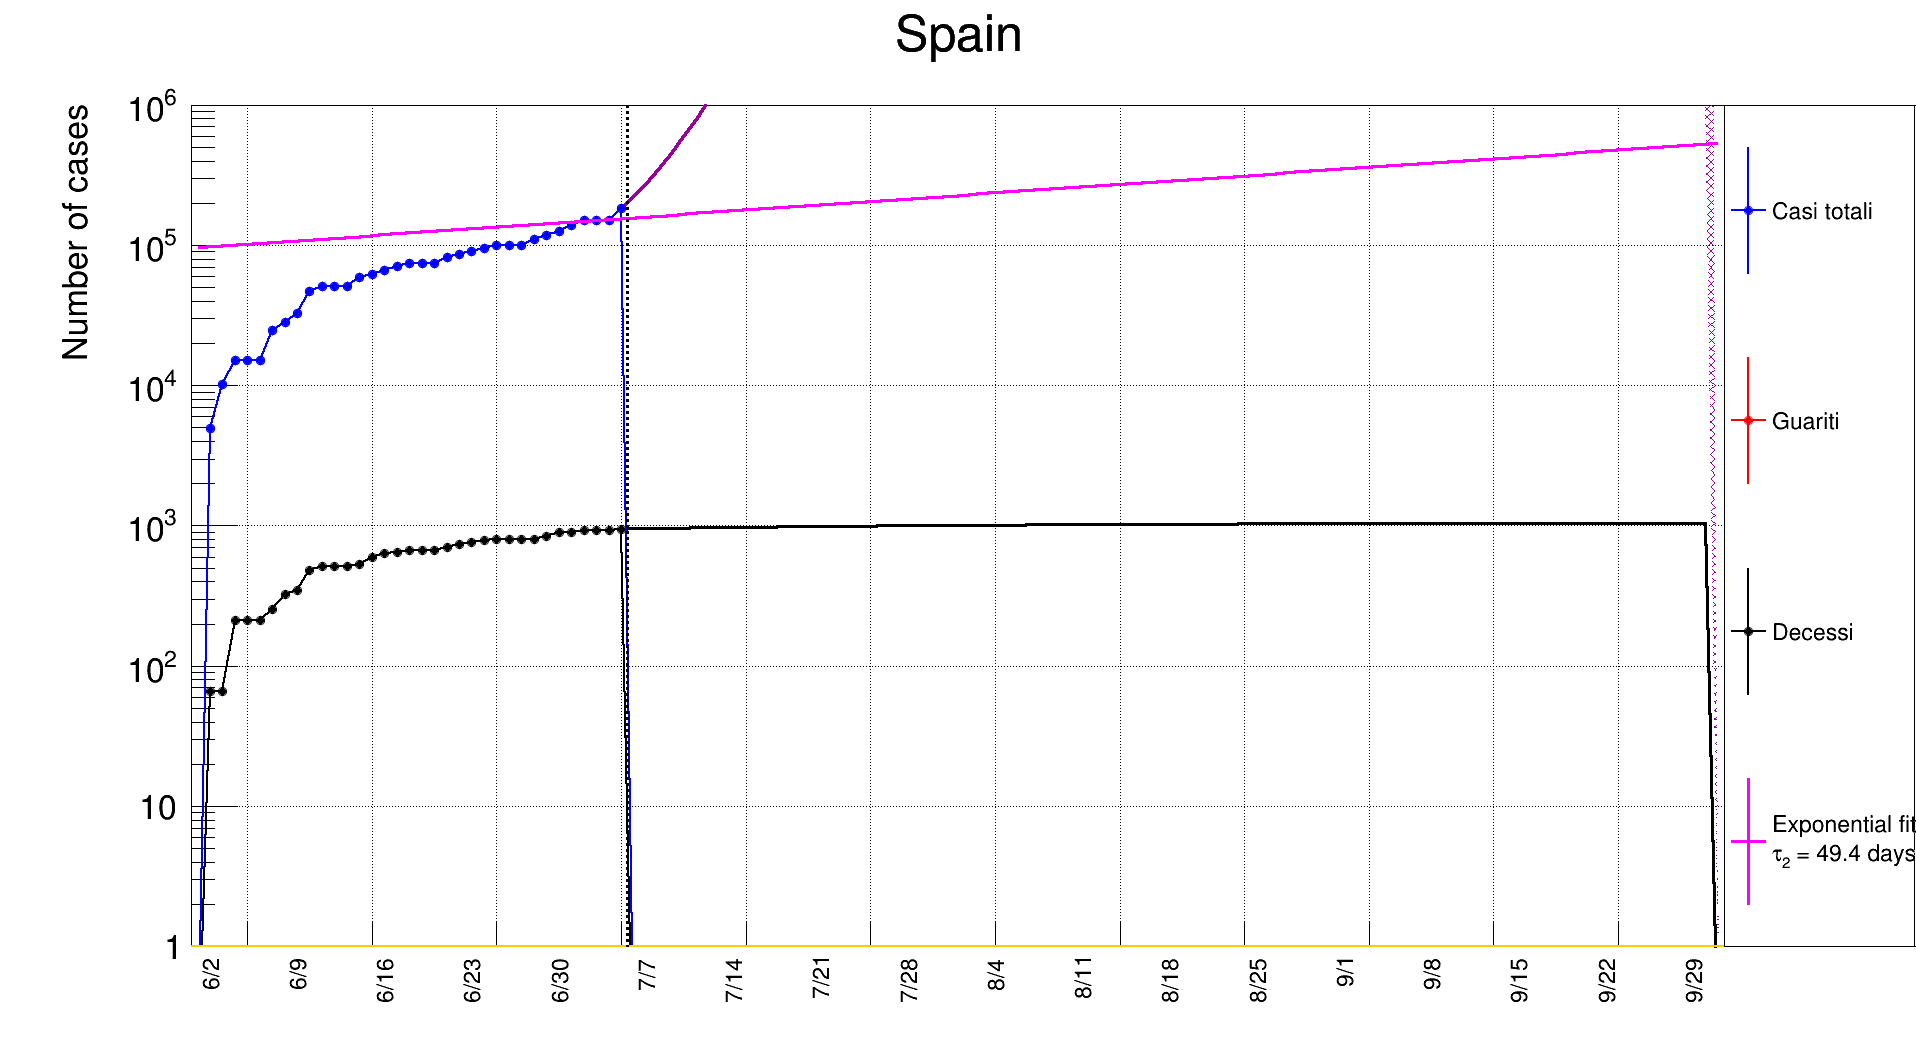 Spain
Number of cases
10^6
10^5
10^4
10^3
10^2
10
1
6/2 6/9 6/16 6/23 6/30 7/7 7/14 7/21 7/28 8/4 8/11 8/18 8/25 9/1 9/8 9/15 9/22 9/29
Casi totali
Guariti
Decessi
Exponential fit
τ₂ = 49.4 days